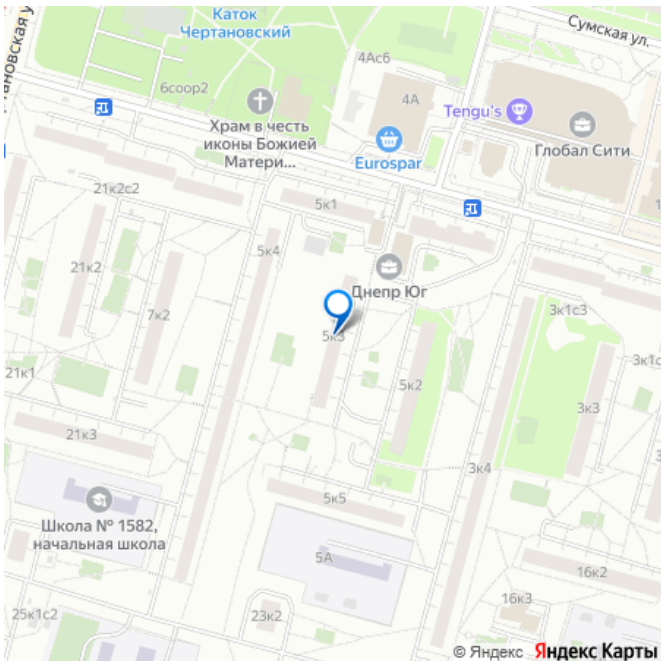 Каток
Чертановский
Сумская ул.
4Ас6
6соор2
4А
Tengu's
Храм в честь
иконы Божией
Матери
...
Eurospar
Глобал Сити
21к2с2
5к1
5к4
21к2
Днепр Юг
7к2
3к1с3
5к3
21к1
5к2
3к3
21к3
3к4
5к5
Школа № 1582,
начальная школа
5А
16к2
16к3
25к1с2
23к2
© Яндекс Яндекс Карты